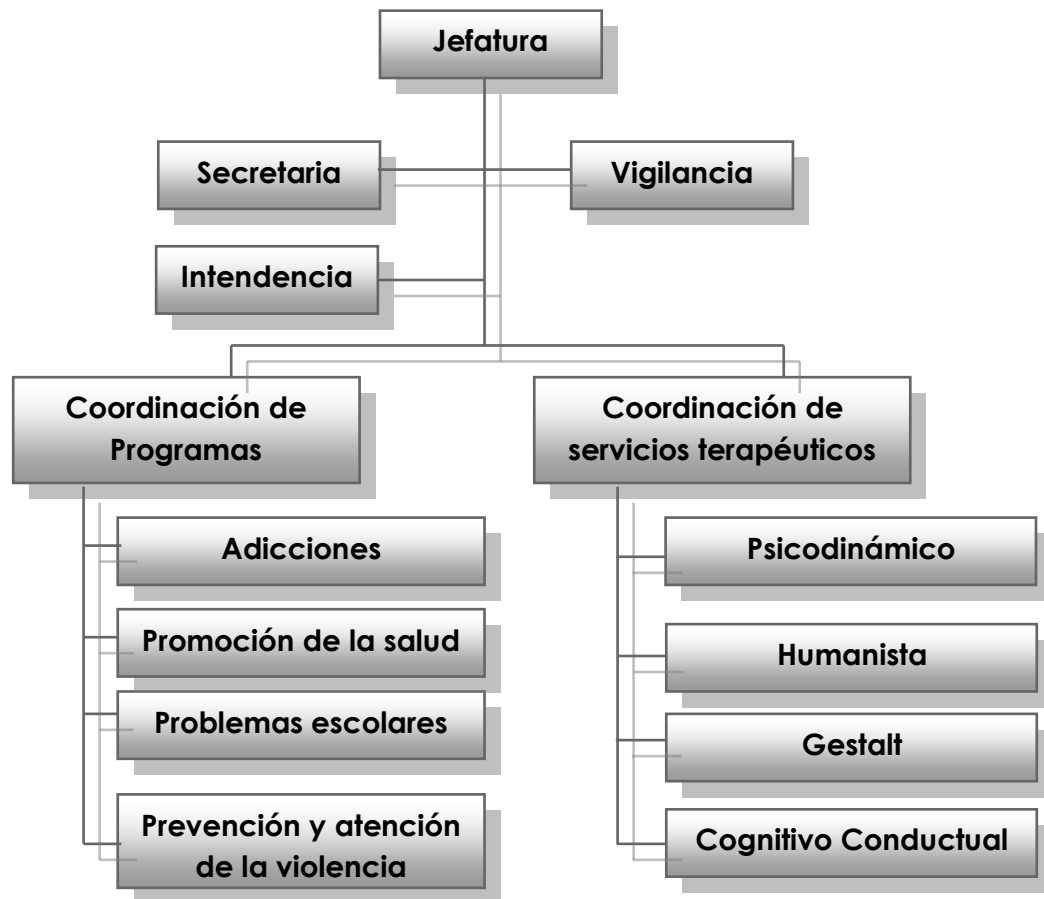 Jefatura
Secretaria
Vigilancia
Intendencia
Coordinación de
Programas
Adicciones
Promoción de la salud
Problemas escolares
Prevención y atención
de la violencia
Coordinación de
servicios terapéuticos
Psicodinámico
Humanista
Gestalt
Cognitivo Conductual